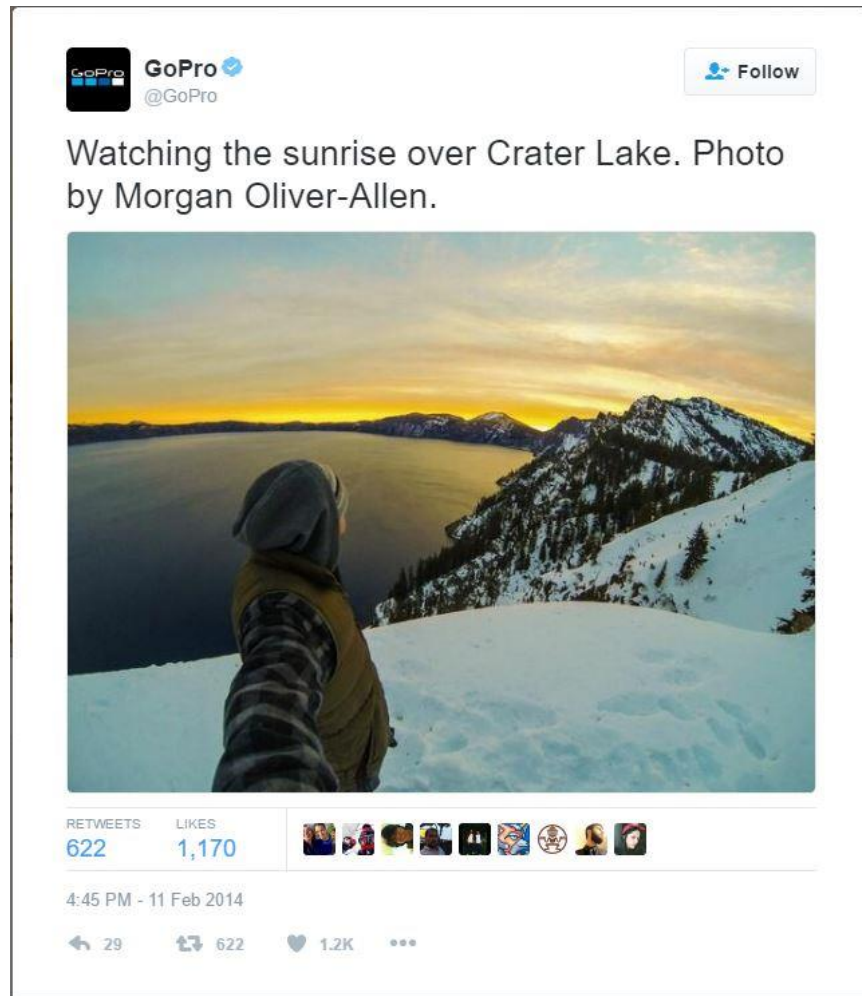 GoPro
GoPro
@GoPro
Follow
Watching the sunrise over Crater Lake. Photo
by Morgan Oliver-Allen.
RETWEETS LIKES
622 1,170
4:45 PM - 11 Feb 2014
29 622 1.2K